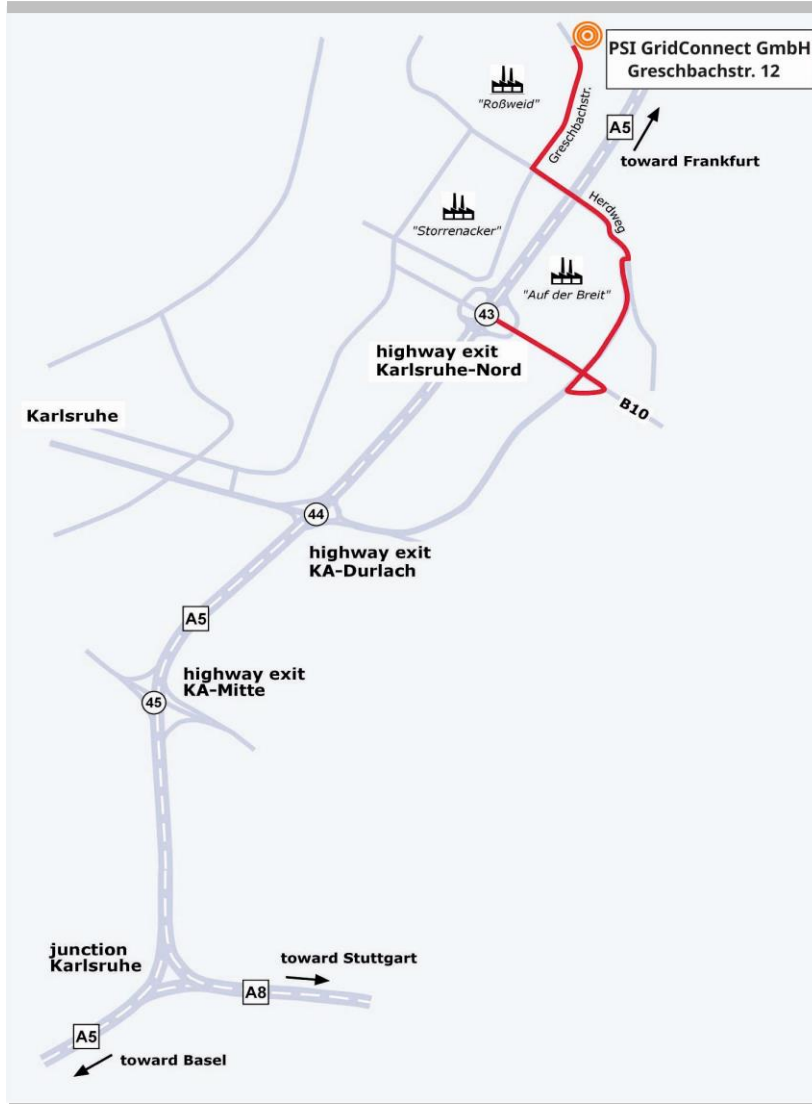 PSI GridConnect GmbH
Greschbachstr. 12
"Roßweid"
Greschbachstr.
A5
toward Frankfurt
Herdweg
"Storrenacker"
"Auf der Breit"
43
highway exit
Karlsruhe-Nord
B10
Karlsruhe
44
highway exit
KA-Durlach
A5
highway exit
KA-Mitte
45
junction
Karlsruhe
toward Stuttgart
A8
A5
toward Basel